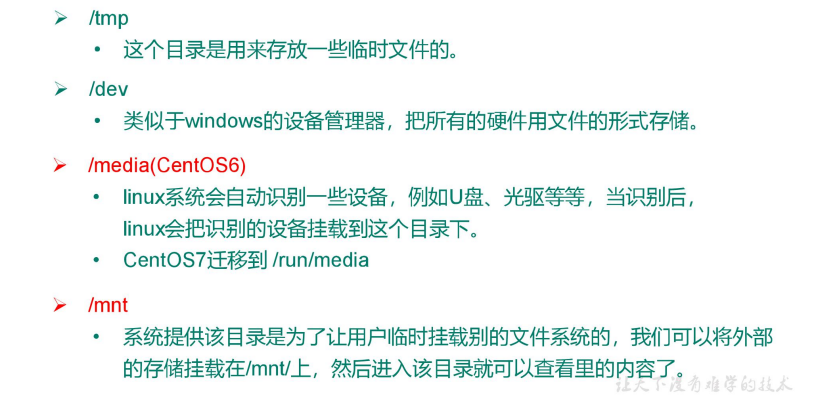 /tmp
这个目录是用来存放一些临时文件的。
/dev
类似于windows的设备管理器，把所有的硬件用文件的形式存储。
/media(CentOS6)
linux系统会自动识别一些设备，例如U盘、光驱等等，当识别后，
linux会把识别的设备挂载到这个目录下。
CentOS7迁移到 /run/media
/mnt
系统提供该目录是为了让用户临时挂载别的文件系统的，我们可以将外部
的存储挂载在/mnt/上，然后进入该目录就可以查看里的内容了。
让天下没有难学的技术